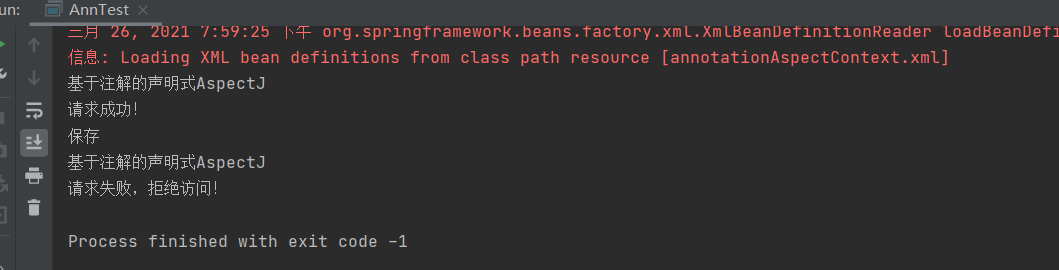 un: AnnTest ×
三月 26, 2021 7:59:25 下午 org.springframework.beans.factory.xml.XmlBeanDefinitionReader loadBeanDefi
信息: Loading XML bean definitions from class path resource [annotationAspectContext.xml]
基于注解的声明式AspectJ
请求成功!
保存
基于注解的声明式AspectJ
请求失败，拒绝访问!
Process finished with exit code -1